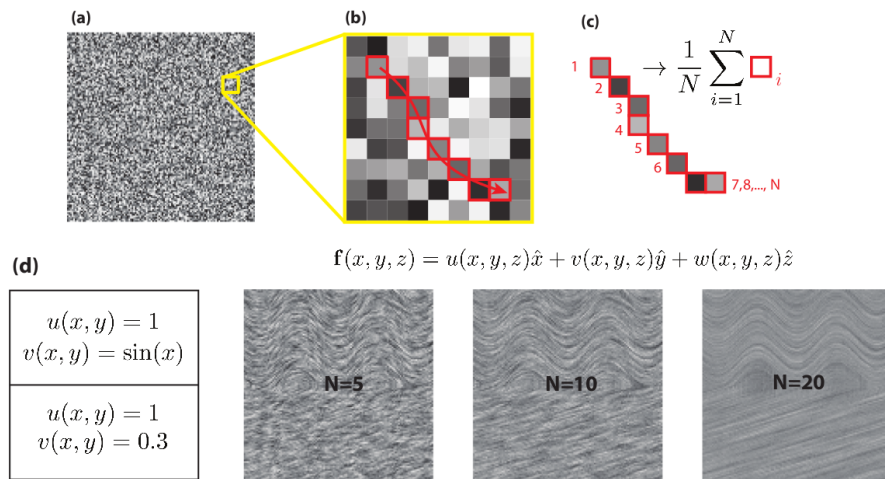 (a)
(b)
(c)
→ 1/N ∑_{i=1}^{N} □_i
1
2
3
4
5
6
7,8,..., N
(d)
f(x, y, z) = u(x, y, z)x̂ + v(x, y, z)ŷ + w(x, y, z)ẑ
u(x, y) = 1
v(x, y) = sin(x)
u(x, y) = 1
v(x, y) = 0.3
N=5
N=10
N=20